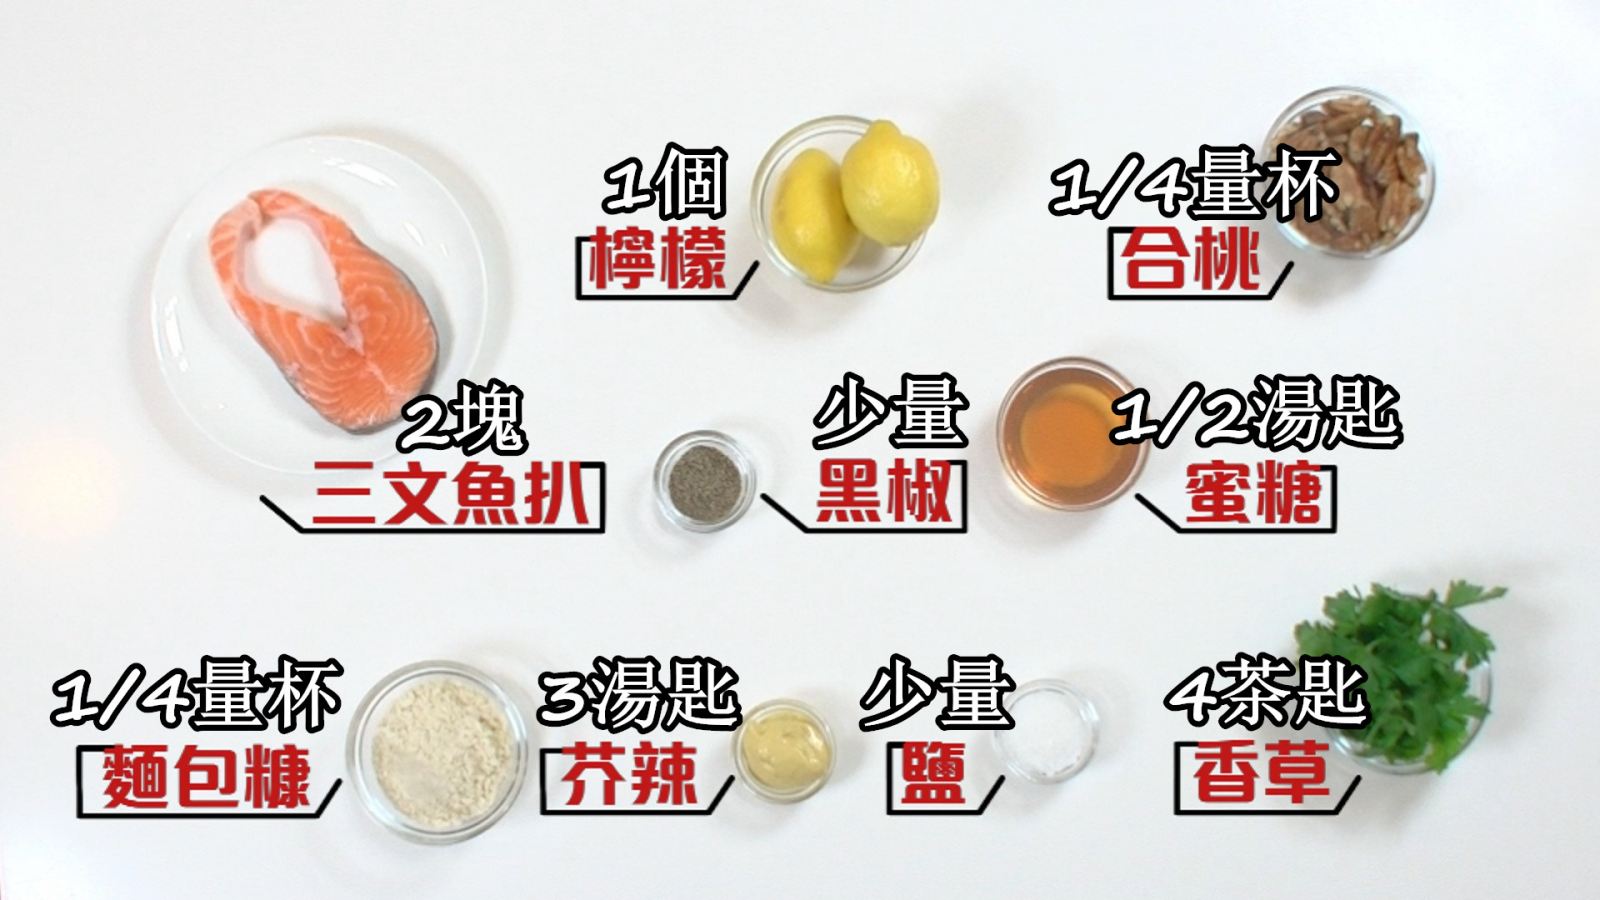 1個
檸檬
1/4量杯
合桃
2塊
三文魚扒
少量
黑椒
1/2湯匙
蜜糖
1/4量杯
麵包糠
3湯匙
芥辣
少量
鹽
4茶匙
香草